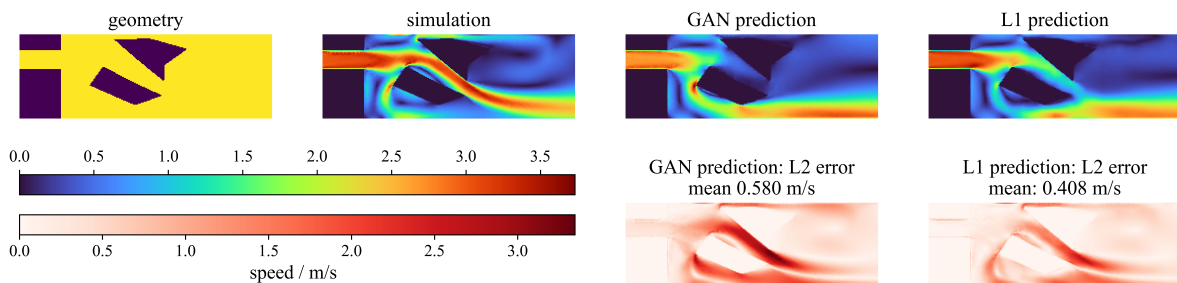 geometry
simulation
GAN prediction
L1 prediction
0.0 0.5 1.0 1.5 2.0 2.5 3.0 3.5
GAN prediction: L2 error
mean 0.580 m/s
L1 prediction: L2 error
mean: 0.408 m/s
0.0 0.5 1.0 1.5 2.0 2.5 3.0
speed / m/s